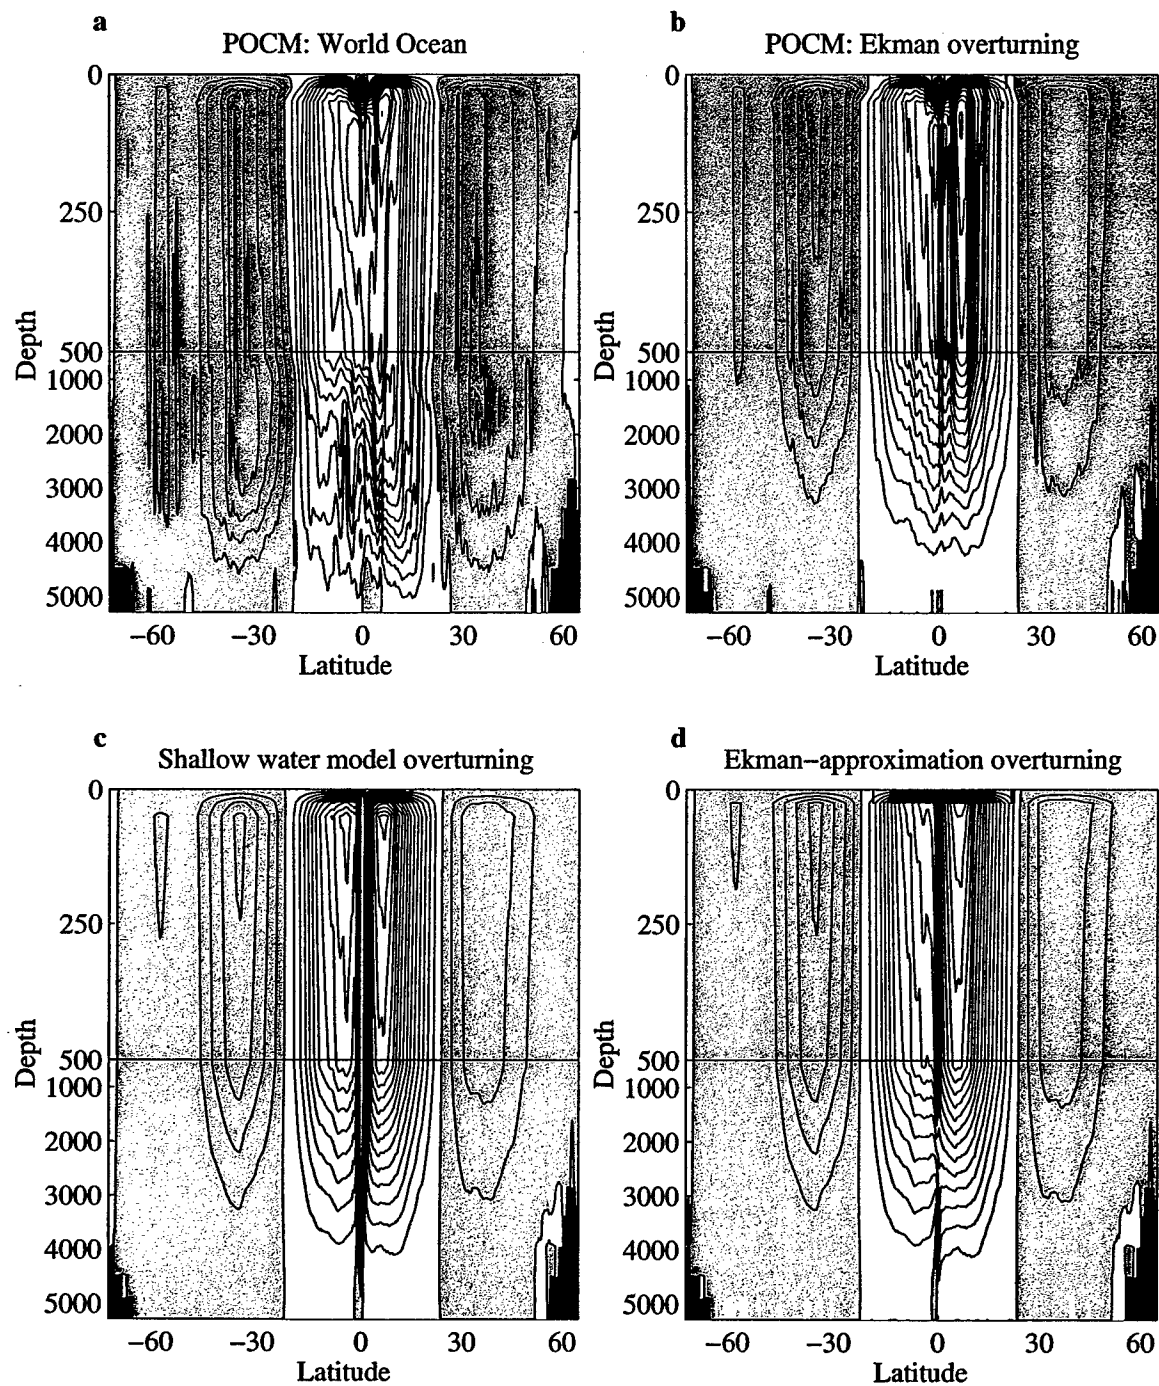 a
POCM: World Ocean
0
250
500
1000
2000
3000
4000
5000
Depth
−60 −30 0 30 60
Latitude
b
POCM: Ekman overturning
0
250
500
1000
2000
3000
4000
5000
Depth
−60 −30 0 30 60
Latitude
c
Shallow water model overturning
0
250
500
1000
2000
3000
4000
5000
Depth
−60 −30 0 30 60
Latitude
d
Ekman−approximation overturning
0
250
500
1000
2000
3000
4000
5000
Depth
−60 −30 0 30 60
Latitude